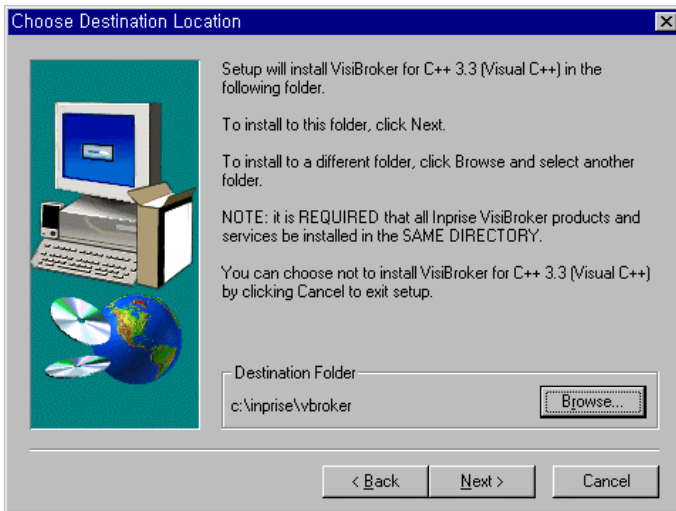 Choose Destination Location
Setup will install VisiBroker for C++ 3.3 (Visual C++) in the
following folder.
To install to this folder, click Next.
To install to a different folder, click Browse and select another
folder.
NOTE: it is REQUIRED that all Inprise VisiBroker products and
services be installed in the SAME DIRECTORY.
You can choose not to install VisiBroker for C++ 3.3 (Visual C++)
by clicking Cancel to exit setup.
Destination Folder
c:\inprise\vbroker
Browse...
< Back
Next >
Cancel